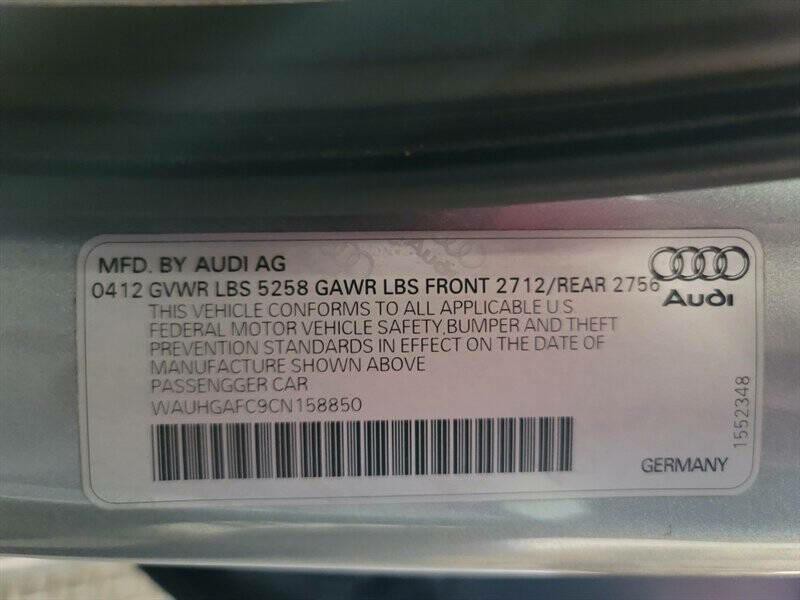 MFD. BY AUDI AG
0412 GVWR LBS 5258 GAWR LBS FRONT 2712/REAR 2756
Audi
THIS VEHICLE CONFORMS TO ALL APPLICABLE U S
FEDERAL MOTOR VEHICLE SAFETY,BUMPER AND THEFT
PREVENTION STANDARDS IN EFFECT ON THE DATE OF
MANUFACTURE SHOWN ABOVE
PASSENGGER CAR
WAUHGAFC9CN158850
1552348
GERMANY